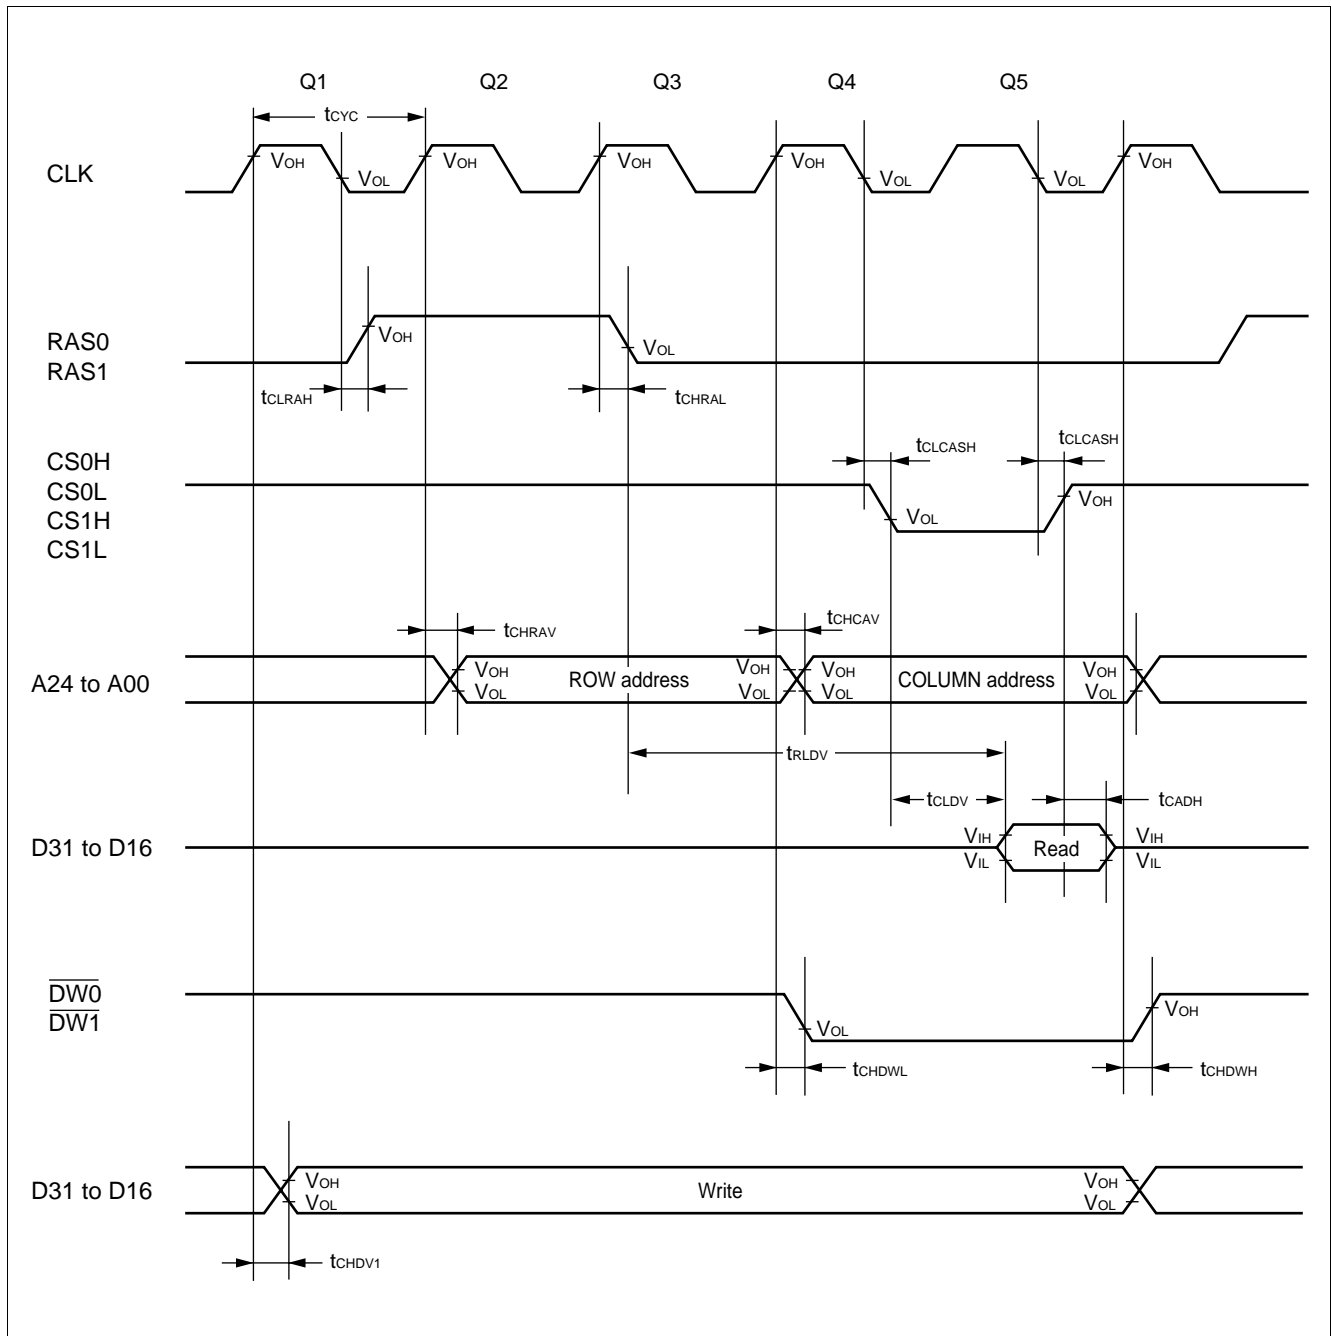 Q1 Q2 Q3 Q4 Q5
tCYC
CLK
VOH VOL VOH VOH VOH VOL VOL VOH
RAS0
RAS1
VOH VOL
tCLRAH tCHRAL
CS0H
CS0L
CS1H
CS1L
tCLCASH tCLCASH
VOL VOH
tCHRAV tCHCAV
A24 to A00
VOH ROW address VOH VOH COLUMN address VOH
VOL VOL VOL VOL
tRLDV
tCLDV tCADH
D31 to D16
VIH Read VIH
VIL VIL
DW0
DW1
VOL VOH
tCHDWL tCHDWH
D31 to D16
VOH Write VOH
VOL VOL
tCHDV1